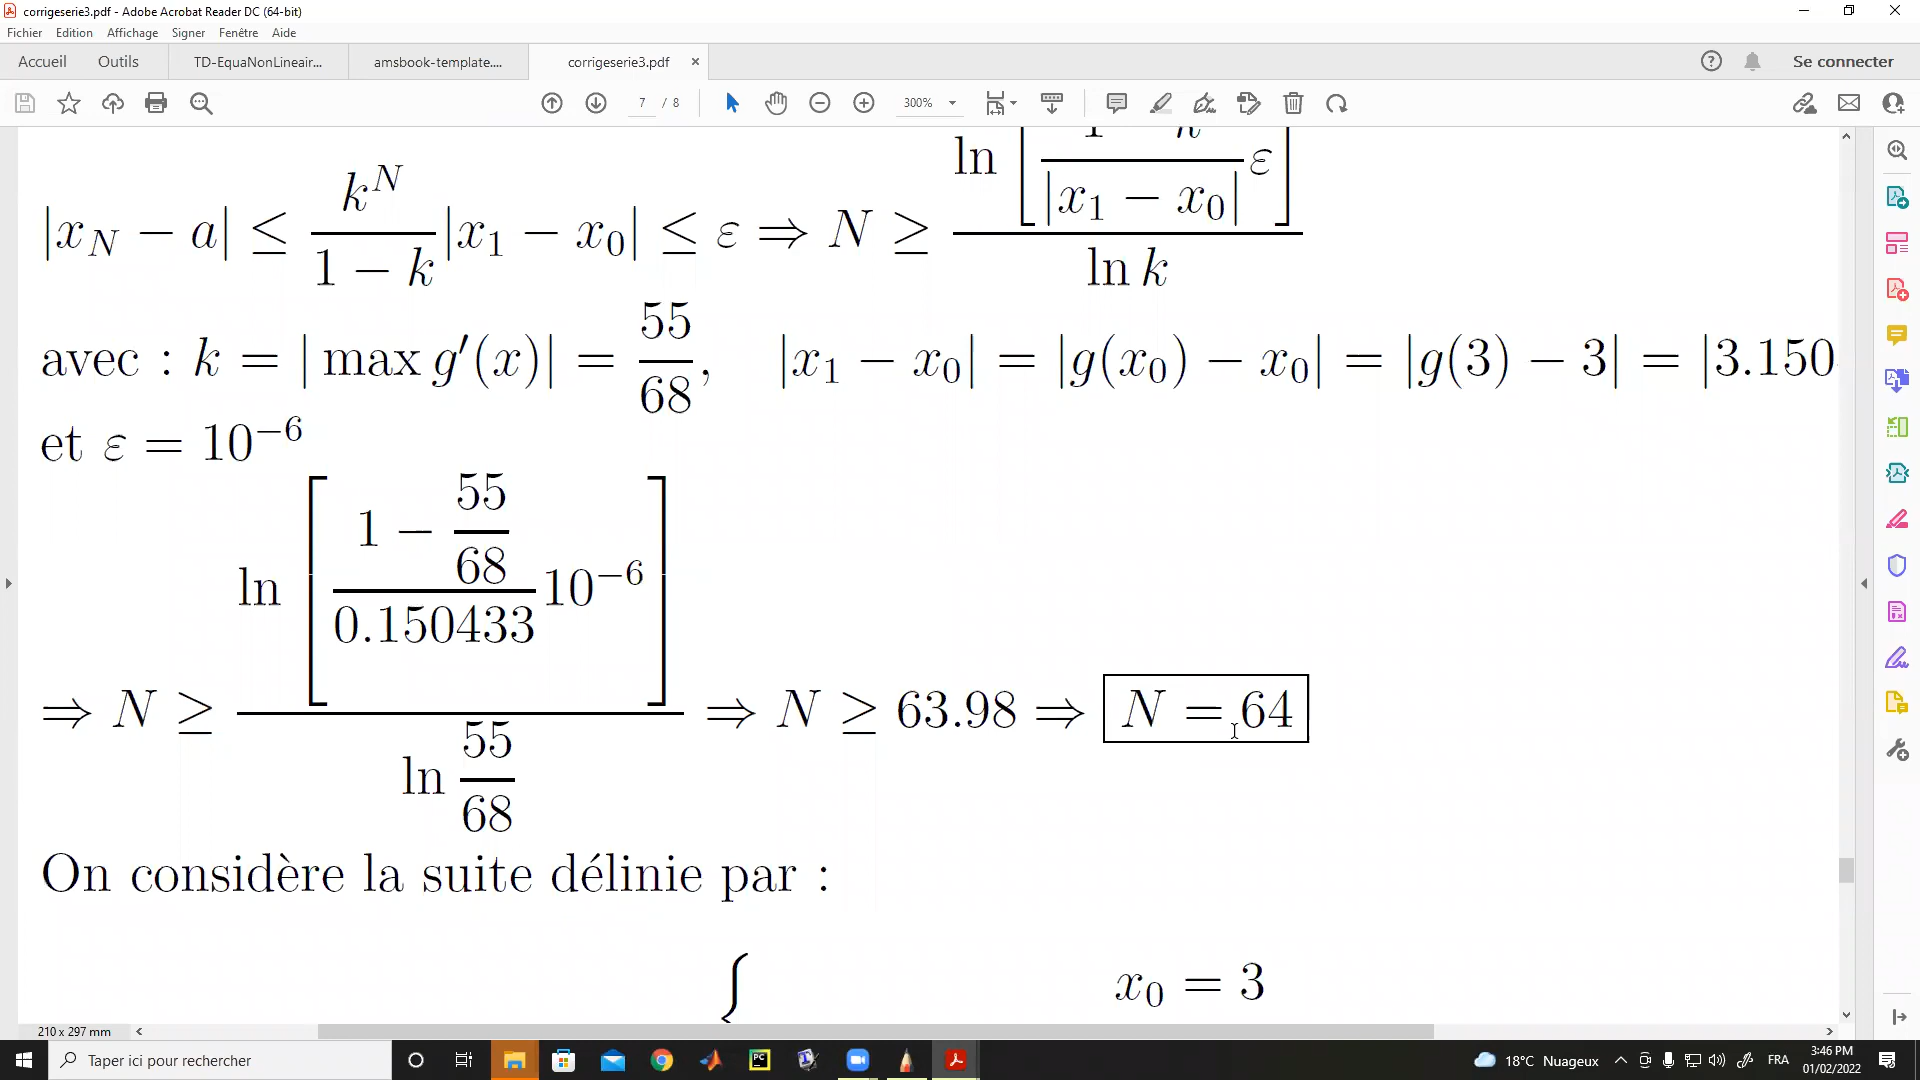 corrigeserie3.pdf - Adobe Acrobat Reader DC (64-bit)
Fichier Edition Affichage Signer Fenêtre Aide
Accueil Outils TD-EquaNonLineair... amsbook-template.... corrigeserie3.pdf × Se connecter
7 / 8 300%
|x_N − a| ≤ k^N / (1 − k) |x_1 − x_0| ≤ ε ⇒ N ≥ ln [ (1 − k) / |x_1 − x_0| ε ] / ln k
avec : k = | max g′(x)| = 55/68, |x_1 − x_0| = |g(x_0) − x_0| = |g(3) − 3| = |3.150
et ε = 10^−6
⇒ N ≥ ln [ (1 − 55/68) / 0.150433 10^−6 ] / ln 55/68 ⇒ N ≥ 63.98 ⇒ N = 64
On considère la suite délinie par :
{ x_0 = 3
210 x 297 mm
Taper ici pour rechercher
18°C Nuageux FRA 3:46 PM
01/02/2022